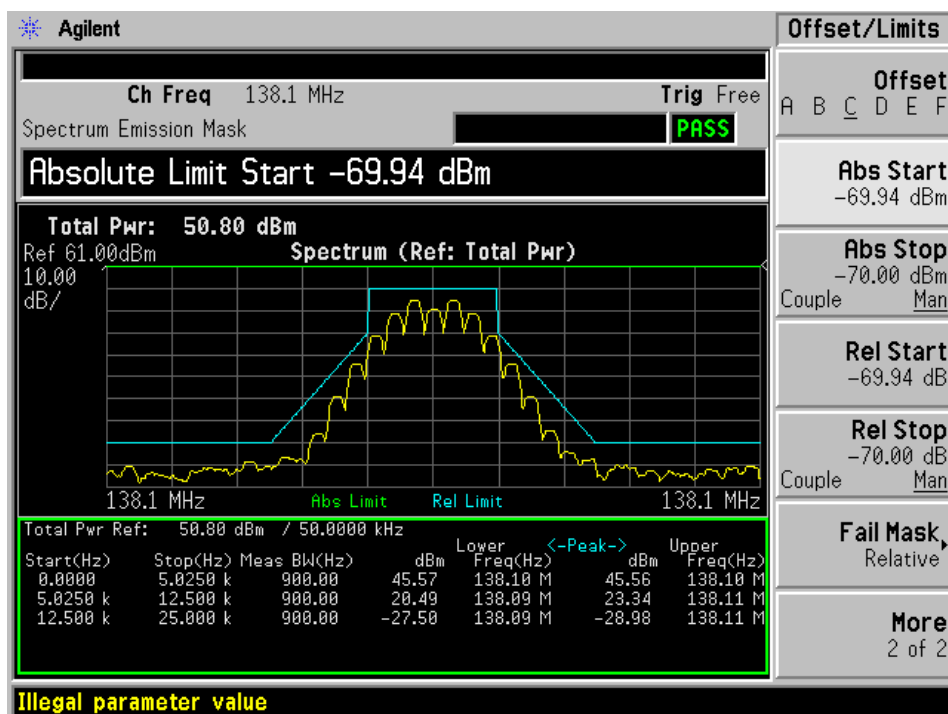 Agilent
Offset/Limits
Ch Freq 138.1 MHz Trig Free
Spectrum Emission Mask PASS
Absolute Limit Start -69.94 dBm
Total Pwr: 50.80 dBm
Ref 61.00dBm Spectrum (Ref: Total Pwr)
10.00
dB/
138.1 MHz Abs Limit Rel Limit 138.1 MHz
Total Pwr Ref: 50.80 dBm / 50.0000 kHz
Lower <-Peak-> Upper
Start(Hz) Stop(Hz) Meas BW(Hz) dBm Freq(Hz) dBm Freq(Hz)
0.0000 5.0250 k 900.00 45.57 138.10 M 45.56 138.10 M
5.0250 k 12.500 k 900.00 20.49 138.09 M 23.34 138.11 M
12.500 k 25.000 k 900.00 -27.50 138.09 M -28.98 138.11 M
Illegal parameter value
Offset
A B C D E F
Abs Start
-69.94 dBm
Abs Stop
-70.00 dBm
Couple Man
Rel Start
-69.94 dB
Rel Stop
-70.00 dB
Couple Man
Fail Mask
Relative
More
2 of 2